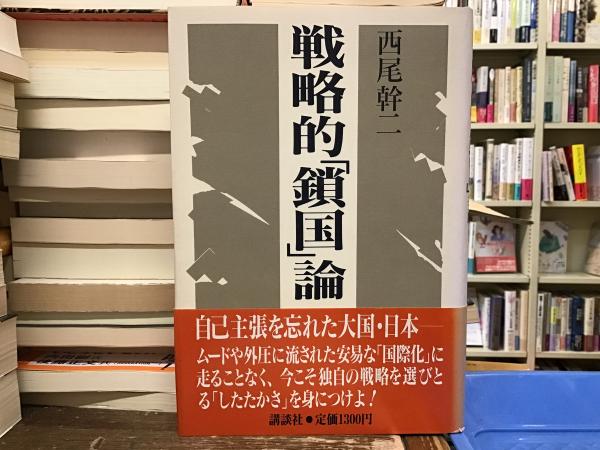 西尾幹二
戦略的「鎖国」論
自己主張を忘れた大国・日本──
ムードや外圧に流された安易な「国際化」に
走ることなく、今こそ独自の戦略を選びと
る「したたかさ」を身につけよ!
講談社●定価1300円